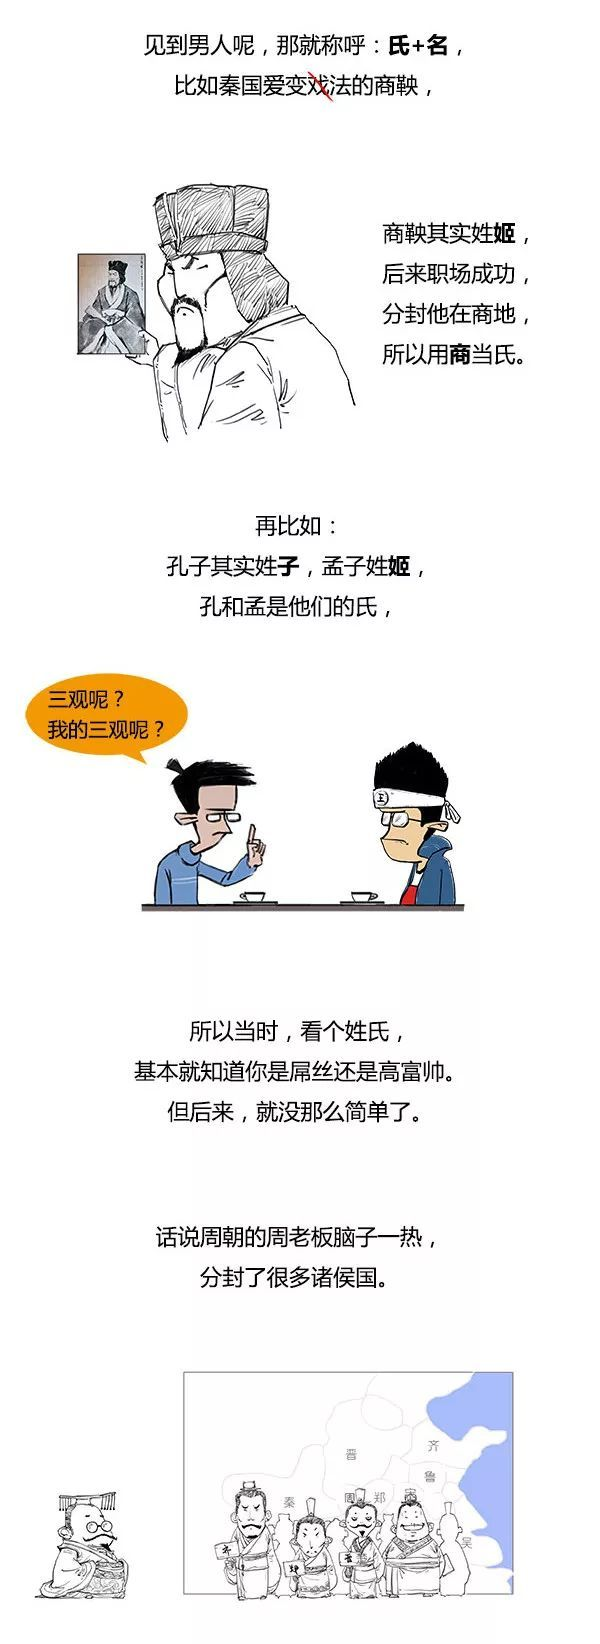 见到男人呢，那就称呼：氏+名，
比如秦国爱变戏法的商鞅，
商鞅其实姓姬，
后来职场成功，
分封他在商地，
所以用商当氏。
再比如：
孔子其实姓子，孟子姓姬，
孔和孟是他们的氏，
三观呢？
我的三观呢？
上
所以当时，看个姓氏，
基本就知道你是屌丝还是高富帅。
但后来，就没那么简单了。
话说周朝的周老板脑子一热，
分封了很多诸侯国。
晋
齐
鲁
秦
周
郑
吴